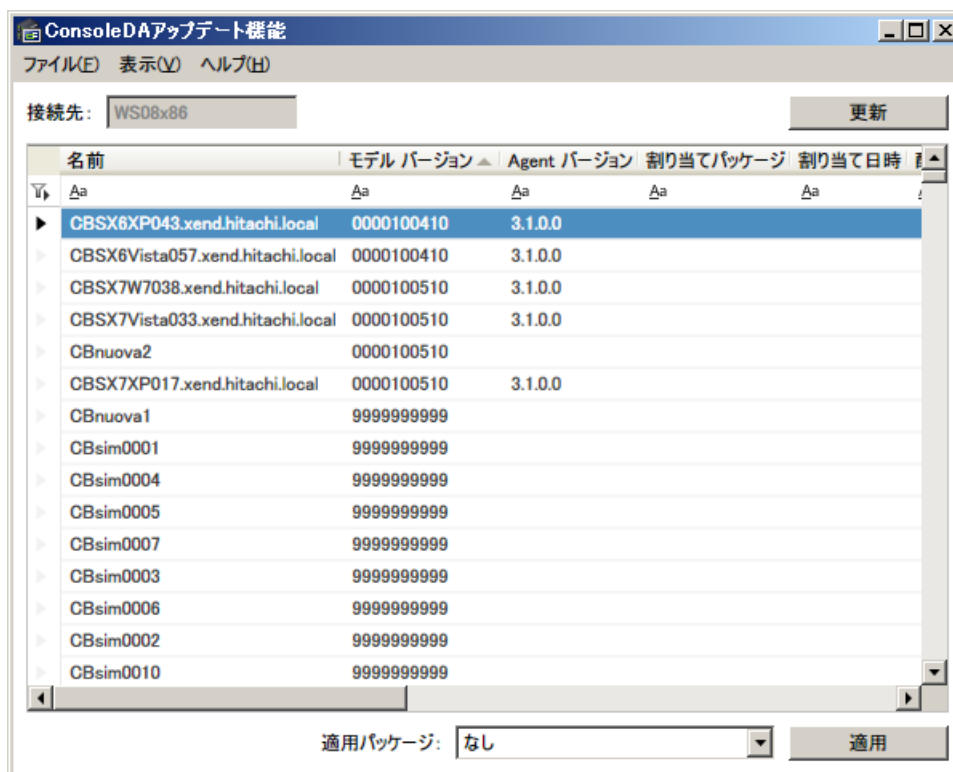 ConsoleDAアップデート機能
ファイル(F) 表示(V) ヘルプ(H)
接続先: WS08x86 更新
名前 モデル バージョン Agent バージョン 割り当てパッケージ 割り当て日時
Aa Aa Aa Aa Aa
CBSX6XP043.xend.hitachi.local 0000100410 3.1.0.0
CBSX6Vista057.xend.hitachi.local 0000100410 3.1.0.0
CBSX7W7038.xend.hitachi.local 0000100510 3.1.0.0
CBSX7Vista033.xend.hitachi.local 0000100510 3.1.0.0
CBnuova2 0000100510
CBSX7XP017.xend.hitachi.local 0000100510 3.1.0.0
CBnuova1 9999999999
CBsim0001 9999999999
CBsim0004 9999999999
CBsim0005 9999999999
CBsim0007 9999999999
CBsim0003 9999999999
CBsim0006 9999999999
CBsim0002 9999999999
CBsim0010 9999999999
適用パッケージ: なし 適用